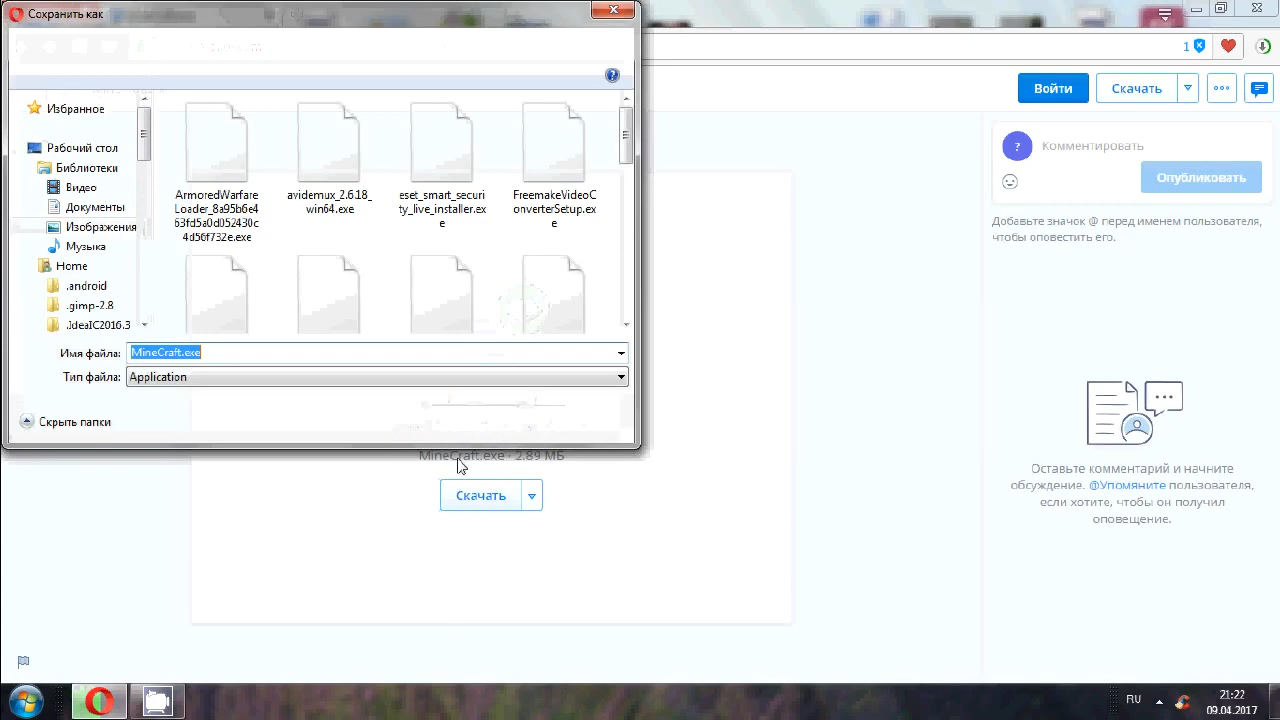 Сохранить как
Избранное
Рабочий стол
Библиотеки
Видео
Документы
Изображения
Музыка
Home
.android
.gimp-2.8
.IdeaIC2016.3
ArmoredWarfare
Loader_8a95b6e4
63fd5a0d052430c
4d56f732e.exe
avidemux_2.6.18_
win64.exe
eset_smart_securi
ty_live_installer.ex
e
FreemakeVideoC
onverterSetup.ex
e
Имя файла:
MineCraft.exe
Тип файла:
Application
Скрыть папки
MineCraft.exe · 2.89 МБ
Скачать
1
Войти
Скачать
?
Комментировать
Опубликовать
Добавьте значок @ перед именем пользователя,
чтобы оповестить его.
Оставьте комментарий и начните
обсуждение. @Упомяните пользователя,
если хотите, чтобы он получил
оповещение.
RU
21:22
09.04.2017